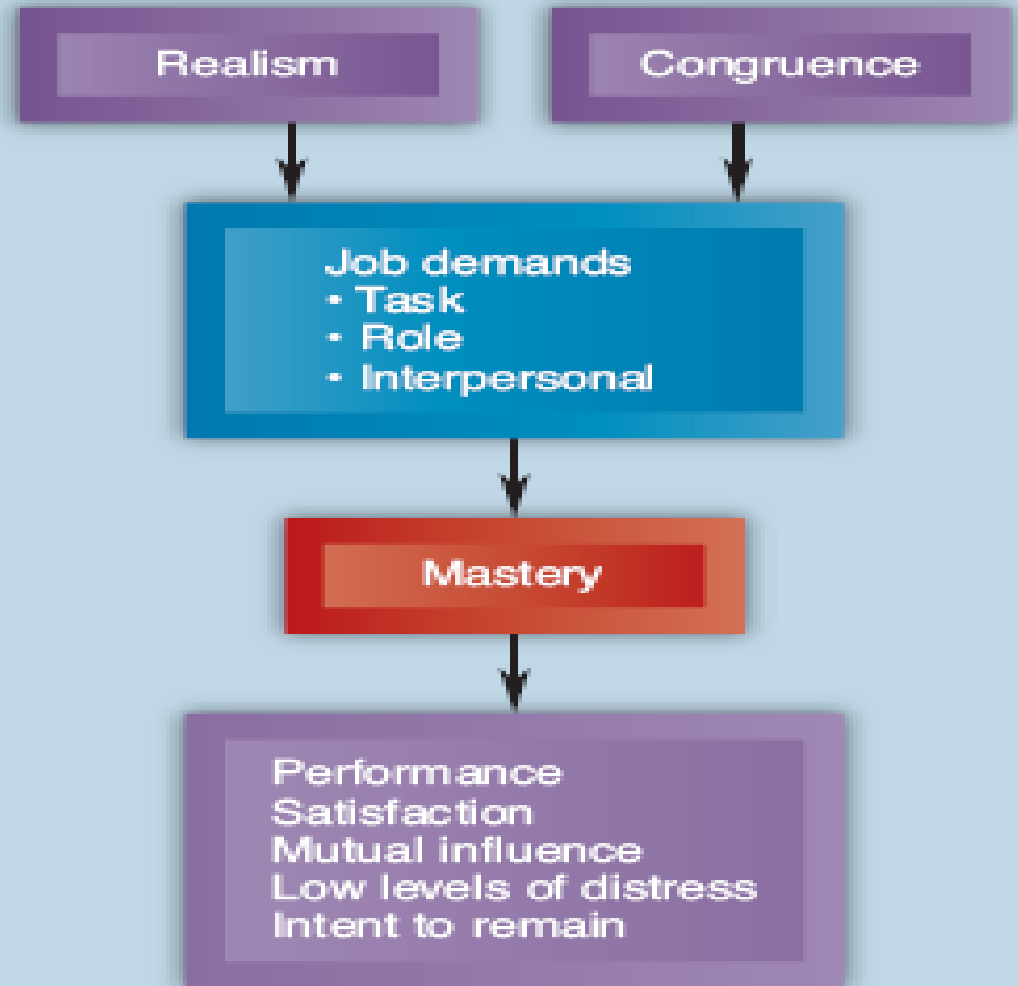 Realism
Congruence
Job demands
• Task
• Role
• Interpersonal
Mastery
Performance
Satisfaction
Mutual influence
Low levels of distress
Intent to remain